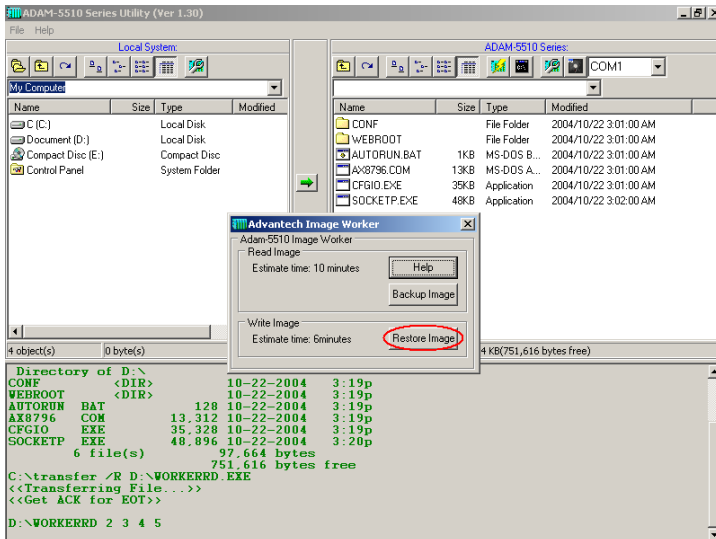 ADAM-5510 Series Utility (Ver 1.30)
File Help
Local System:
ADAM-5510 Series:
COM1
My Computer
Name Size Type Modified
C (C:) Local Disk
Document (D:) Local Disk
Compact Disc (E:) Compact Disc
Control Panel System Folder
Name Size Type Modified
CONF File Folder 2004/10/22 3:01:00 AM
WEBROOT File Folder 2004/10/22 3:01:00 AM
AUTORUN.BAT 1KB MS-DOS B... 2004/10/22 3:01:00 AM
AX8796.COM 13KB MS-DOS A... 2004/10/22 3:01:00 AM
CFGIO.EXE 35KB Application 2004/10/22 3:01:00 AM
SOCKETP.EXE 48KB Application 2004/10/22 3:02:00 AM
Advantech Image Worker
Adam-5510 Image Worker
Read Image
Estimate time: 10 minutes
Help
Backup Image
Write Image
Estimate time: 6minutes
Restore Image
4 object(s) 0 byte(s)
4 KB(751,616 bytes free)
Directory of D:\
CONF <DIR> 10-22-2004 3:19p
WEBROOT <DIR> 10-22-2004 3:19p
AUTORUN BAT 128 10-22-2004 3:19p
AX8796 COM 13,312 10-22-2004 3:19p
CFGIO EXE 35,328 10-22-2004 3:19p
SOCKETP EXE 48,896 10-22-2004 3:20p
6 file(s) 97,664 bytes
751,616 bytes free
C:\transfer /R D:\WORKERRD.EXE
<<Transferring File...>>
<<Get ACK for EOT>>
D:\WORKERRD 2 3 4 5